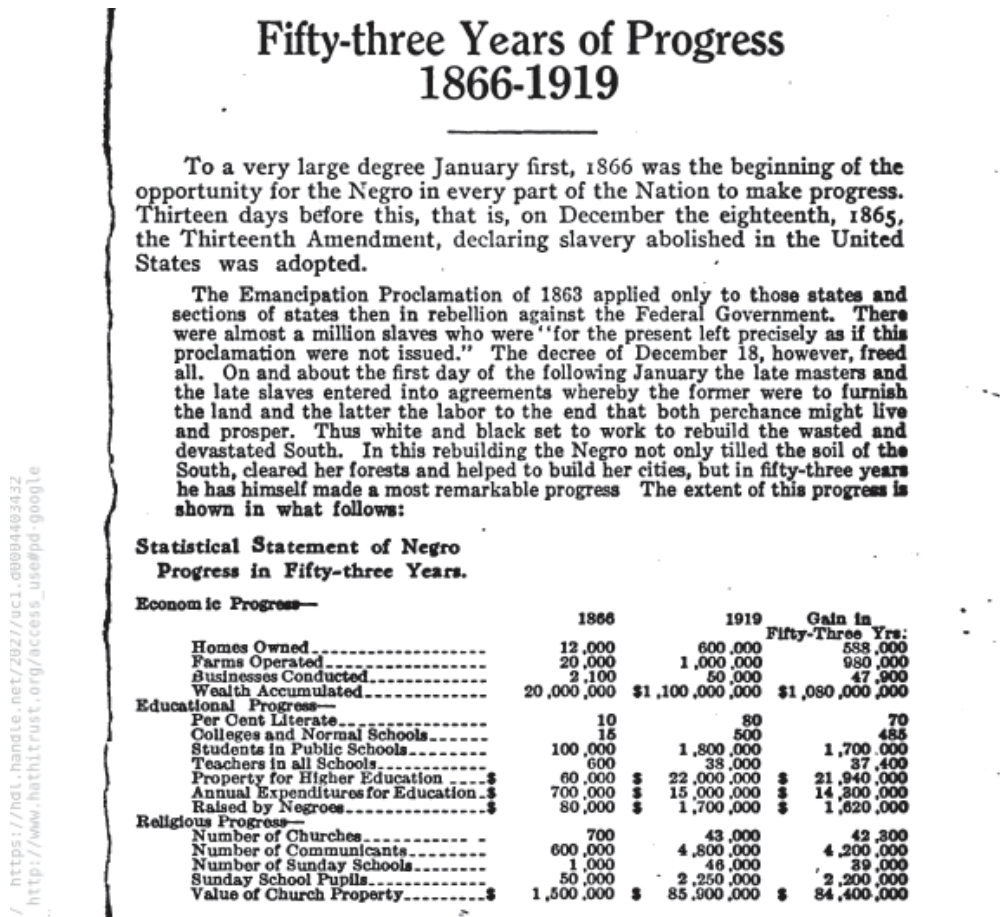 Fifty-three Years of Progress
1866-1919
To a very large degree January first, 1866 was the beginning of the
opportunity for the Negro in every part of the Nation to make progress.
Thirteen days before this, that is, on December the eighteenth, 1865,
the Thirteenth Amendment, declaring slavery abolished in the United
States was adopted.
The Emancipation Proclamation of 1863 applied only to those states and
sections of states then in rebellion against the Federal Government. There
were almost a million slaves who were "for the present left precisely as if this
proclamation were not issued." The decree of December 18, however, freed
all. On and about the first day of the following January the late masters and
the late slaves entered into agreements whereby the former were to furnish
the land and the latter the labor to the end that both perchance might live
and prosper. Thus white and black set to work to rebuild the wasted and
devastated South. In this rebuilding the Negro not only tilled the soil of the
South, cleared her forests and helped to build her cities, but in fifty-three years
he has himself made a most remarkable progress The extent of this progress is
shown in what follows:
Statistical Statement of Negro
Progress in Fifty-three Years.
Economic Progress—
1866 1919 Gain in
Fifty-Three Yrs:
Homes Owned 12,000 600,000 588,000
Farms Operated 20,000 1,000,000 980,000
Businesses Conducted 2,100 50,000 47,900
Wealth Accumulated 20,000,000 $1,100,000,000 $1,080,000,000
Educational Progress—
Per Cent Literate 10 80 70
Colleges and Normal Schools 15 500 485
Students in Public Schools 100,000 1,800,000 1,700,000
Teachers in all Schools 600 38,000 37,400
Property for Higher Education $ 60,000 $ 22,000,000 $ 21,940,000
Annual Expenditures for Education $ 700,000 $ 15,000,000 $ 14,300,000
Raised by Negroes $ 80,000 $ 1,700,000 $ 1,620,000
Religious Progress—
Number of Churches 700 43,000 42,300
Number of Communicants 600,000 4,800,000 4,200,000
Number of Sunday Schools 1,000 46,000 39,000
Sunday School Pupils 50,000 2,250,000 2,200,000
Value of Church Property $ 1,500,000 $ 85,900,000 $ 84,400,000
https://hdl.handle.net/2027/uc1.d0004403432
http://www.hathitrust.org/access_use#pd-google